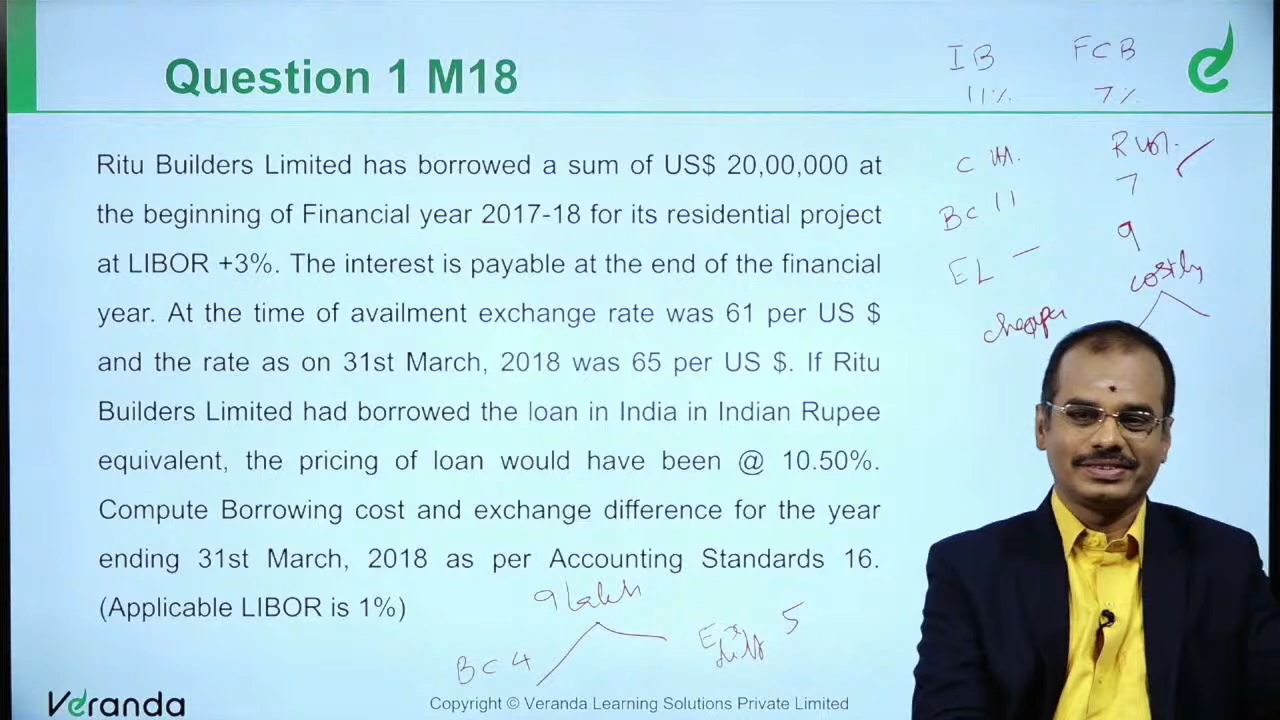 Question 1 M18
IB FCB
11% 7%
Ritu Builders Limited has borrowed a sum of US$ 20,00,000 at
the beginning of Financial year 2017-18 for its residential project
at LIBOR +3%. The interest is payable at the end of the financial
year. At the time of availment exchange rate was 61 per US $
and the rate as on 31st March, 2018 was 65 per US $. If Ritu
Builders Limited had borrowed the loan in India in Indian Rupee
equivalent, the pricing of loan would have been @ 10.50%.
Compute Borrowing cost and exchange difference for the year
ending 31st March, 2018 as per Accounting Standards 16.
(Applicable LIBOR is 1%)
C R
7
BC 11
9
EL —
costly
cheaper
9 lakh
BC 4
Ex diff 5
Veranda
Copyright © Veranda Learning Solutions Private Limited